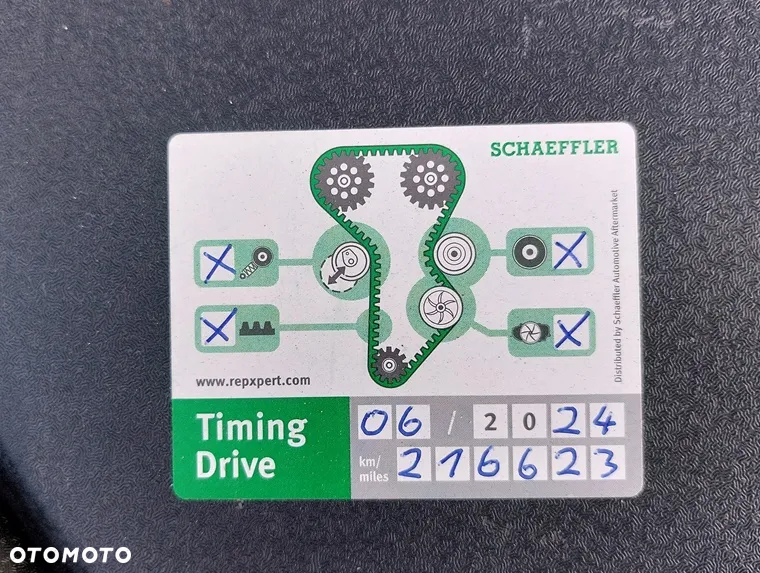 SCHAEFFLER
Distributed by Schaeffler Automotive Aftermarket
www.repxpert.com
Timing
Drive
06 / 2024
km/
miles
216623
OTOMOTO